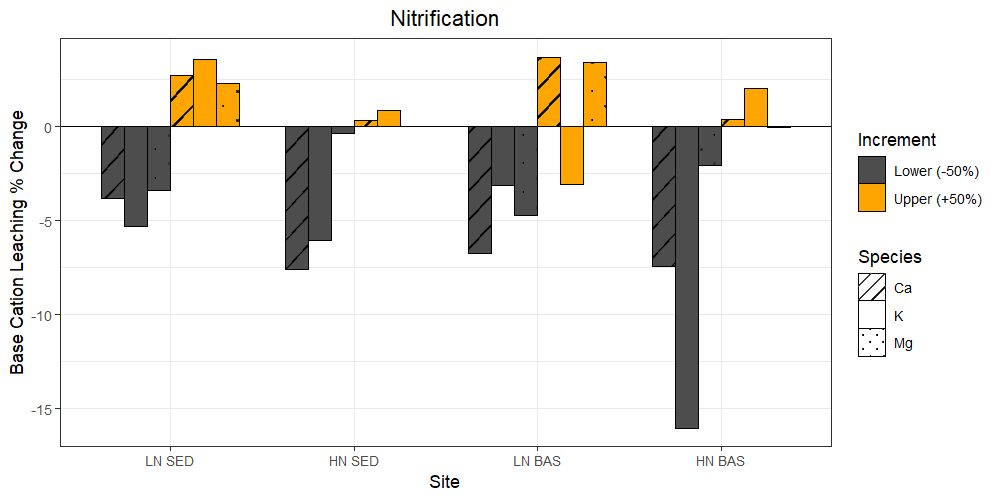 Nitrification
Base Cation Leaching % Change
0
-5
-10
-15
LN SED
HN SED
LN BAS
HN BAS
Site
Increment
Lower (-50%)
Upper (+50%)
Species
Ca
K
Mg